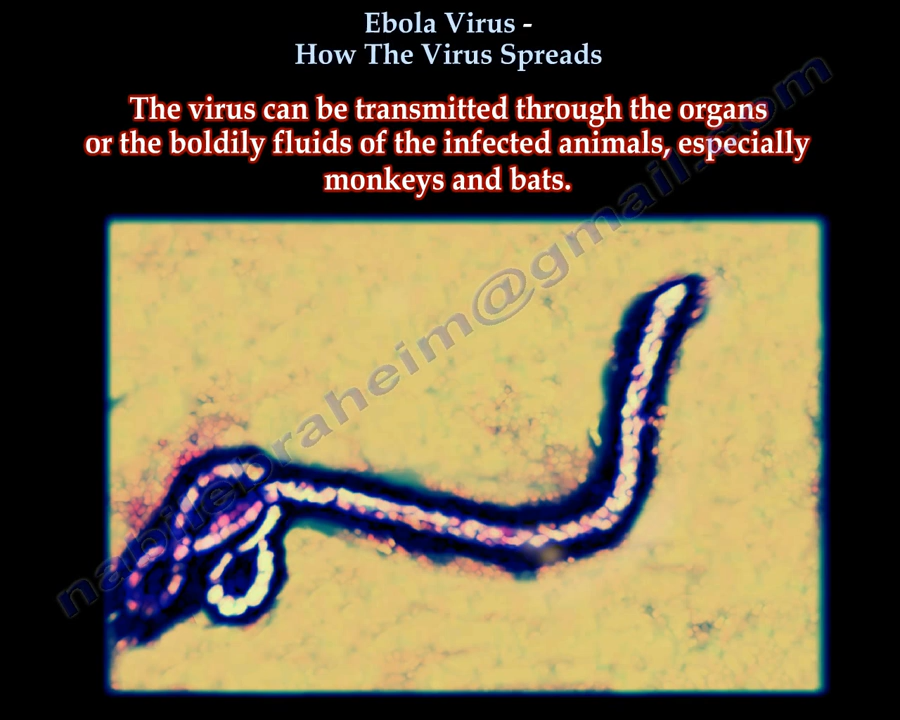 Ebola Virus -
How The Virus Spreads
The virus can be transmitted through the organs
or the boldily fluids of the infected animals, especially
monkeys and bats.
nabilebraheim@gmail.com